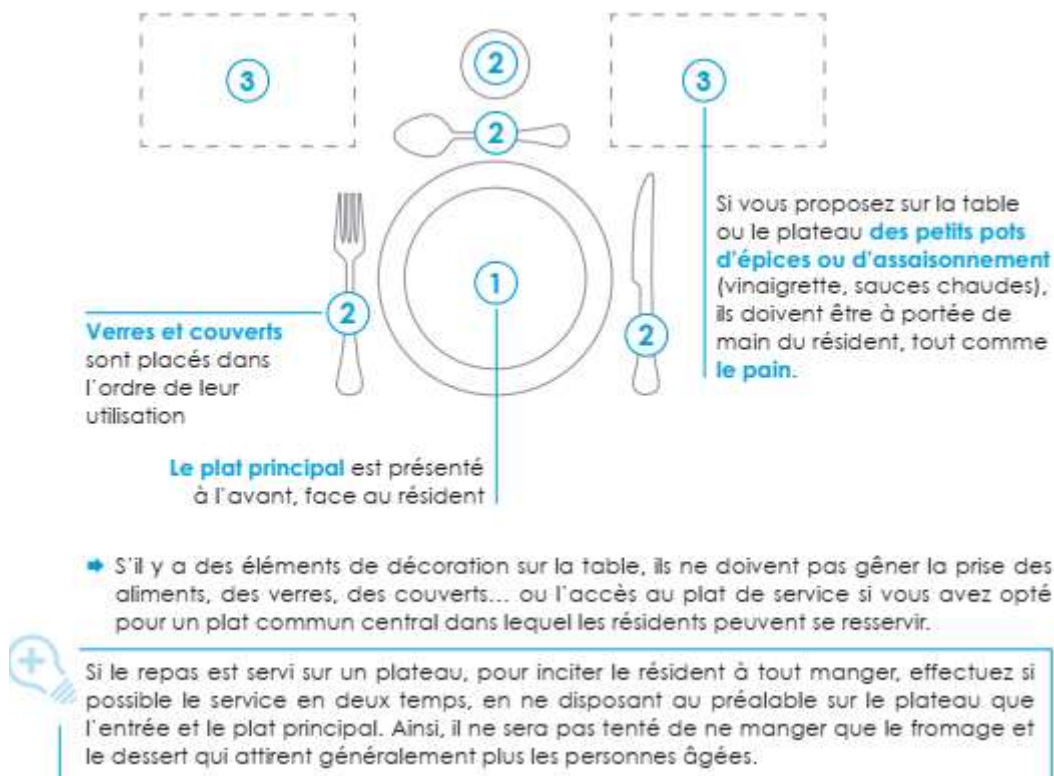 3
2
3
2
1
2
2
Si vous proposez sur la table
ou le plateau des petits pots
d'épices ou d'assaisonnement
(vinaigrette, sauces chaudes),
ils doivent être à portée de
main du résident, tout comme
le pain.
Verres et couverts
sont placés dans
l'ordre de leur
utilisation
Le plat principal est présenté
à l'avant, face au résident
S'il y a des éléments de décoration sur la table, ils ne doivent pas gêner la prise des
aliments, des verres, des couverts... ou l'accès au plat de service si vous avez opté
pour un plat commun central dans lequel les résidents peuvent se resservir.
Si le repas est servi sur un plateau, pour inciter le résident à tout manger, effectuez si
possible le service en deux temps, en ne disposant au préalable sur le plateau que
l'entrée et le plat principal. Ainsi, il ne sera pas tenté de ne manger que le fromage et
le dessert qui attirent généralement plus les personnes âgées.